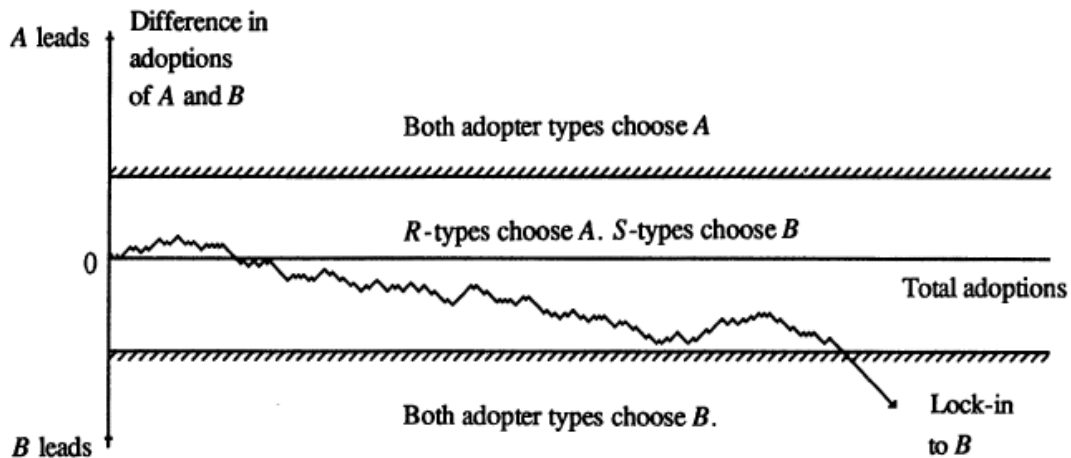 A leads
Difference in
adoptions
of A and B
Both adopter types choose A
R-types choose A. S-types choose B
0
Total adoptions
Both adopter types choose B.
Lock-in
to B
B leads